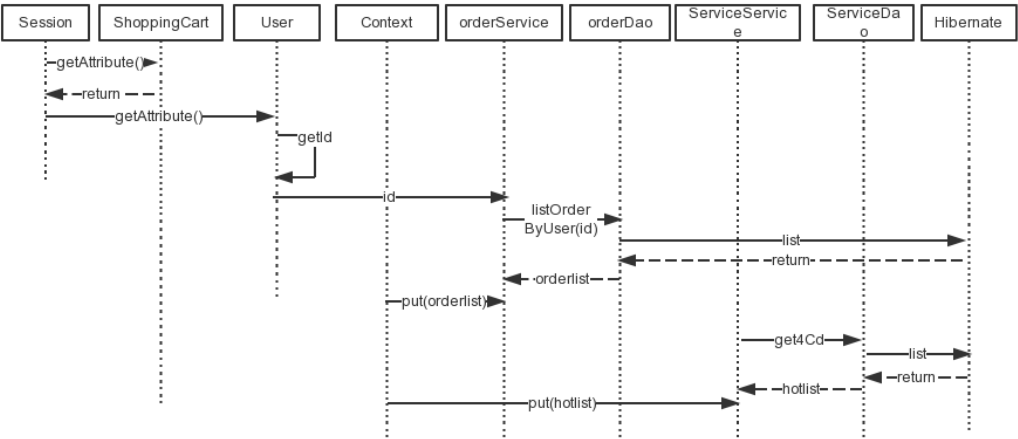 Session
ShoppingCart
User
Context
orderService
orderDao
ServiceServic
e
ServiceDa
o
Hibernate
getAttribute()
return
getAttribute()
getId
id
listOrder
ByUser(id)
list
return
orderlist
put(orderlist)
get4Cd
list
return
hotlist
put(hotlist)